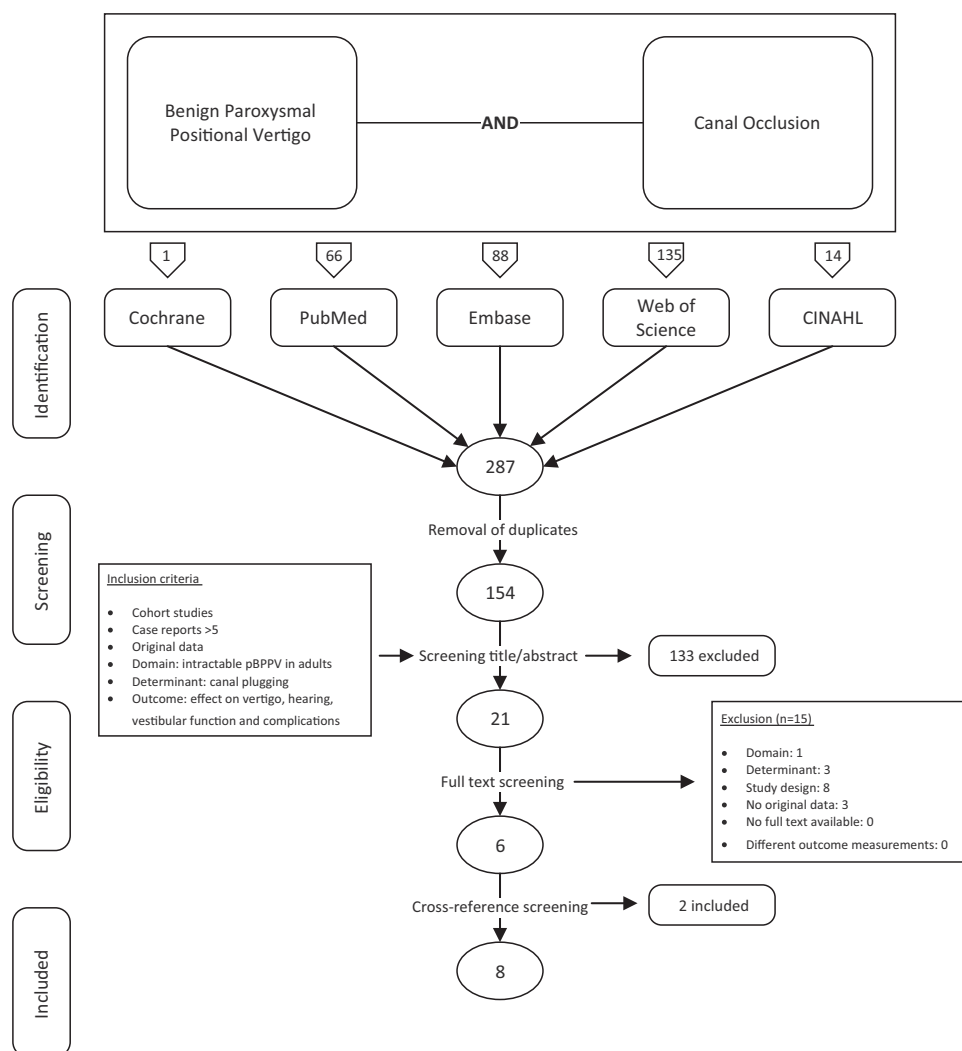 Benign Paroxysmal
Positional Vertigo
AND
Canal Occlusion
1
66
88
135
14
Identification
Cochrane
PubMed
Embase
Web of
Science
CINAHL
287
Removal of duplicates
Screening
154
Inclusion criteria
• Cohort studies
• Case reports >5
• Original data
• Domain: intractable pBPPV in adults
• Determinant: canal plugging
• Outcome: effect on vertigo, hearing,
vestibular function and complications
Screening title/abstract
133 excluded
Eligibility
21
Full text screening
Exclusion (n=15)
• Domain: 1
• Determinant: 3
• Study design: 8
• No original data: 3
• No full text available: 0
• Different outcome measurements: 0
6
Cross-reference screening
2 included
Included
8